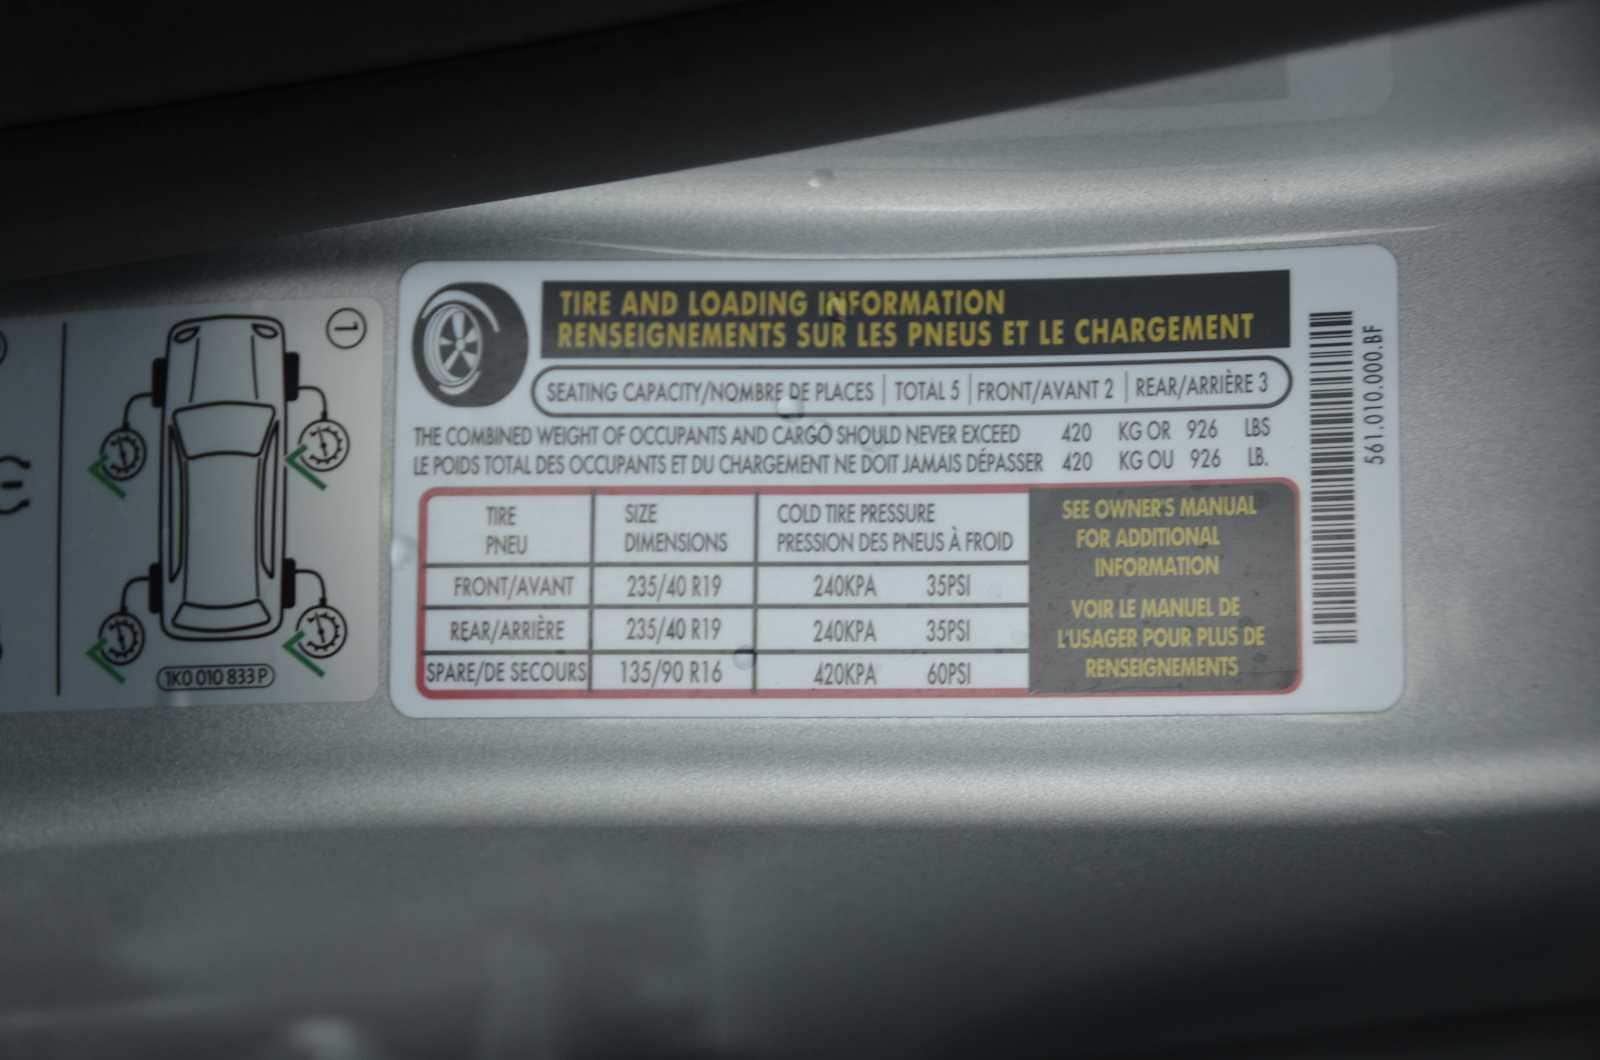 TIRE AND LOADING INFORMATION
RENSEIGNEMENTS SUR LES PNEUS ET LE CHARGEMENT
SEATING CAPACITY/NOMBRE DE PLACES TOTAL 5 FRONT/AVANT 2 REAR/ARRIÈRE 3
THE COMBINED WEIGHT OF OCCUPANTS AND CARGO SHOULD NEVER EXCEED 420 KG OR 926 LBS
LE POIDS TOTAL DES OCCUPANTS ET DU CHARGEMENT NE DOIT JAMAIS DÉPASSER 420 KG OU 926 LB.
TIRE SIZE COLD TIRE PRESSURE
PNEU DIMENSIONS PRESSION DES PNEUS À FROID
FRONT/AVANT 235/40 R19 240KPA 35PSI
REAR/ARRIÈRE 235/40 R19 240KPA 35PSI
SPARE/DE SECOURS 135/90 R16 420KPA 60PSI
SEE OWNER'S MANUAL
FOR ADDITIONAL
INFORMATION
VOIR LE MANUEL DE
L'USAGER POUR PLUS DE
RENSEIGNEMENTS
561.010.000.BF
1
1K0 010 833 P